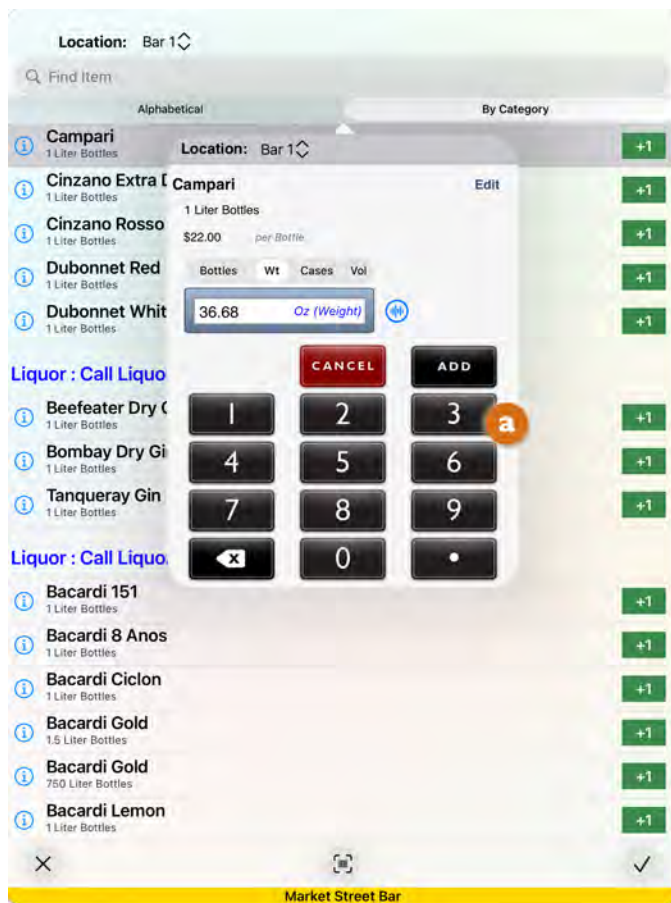 Location: Bar 1
Find Item
Alphabetical By Category
Campari
1 Liter Bottles
+1
Location: Bar 1
Cinzano Extra
1 Liter Bottles
+1
Campari Edit
1 Liter Bottles
$22.00 per Bottle
Cinzano Rosso
1 Liter Bottles
+1
Dubonnet Red
1 Liter Bottles
+1
Bottles Wt Cases Vol
Dubonnet Whit
1 Liter Bottles
+1
36.68 Oz (Weight)
CANCEL ADD
Liquor : Call Liquo
1 2 3
a
Beefeater Dry
1 Liter Bottles
+1
4 5 6
Bombay Dry Gi
1 Liter Bottles
+1
Tanqueray Gin
1 Liter Bottles
+1
7 8 9
Liquor : Call Liquo
0 .
Bacardi 151
1 Liter Bottles
+1
Bacardi 8 Anos
1 Liter Bottles
+1
Bacardi Ciclon
1 Liter Bottles
+1
Bacardi Gold
1.5 Liter Bottles
+1
Bacardi Gold
750 Liter Bottles
+1
Bacardi Lemon
1 Liter Bottles
+1
Market Street Bar